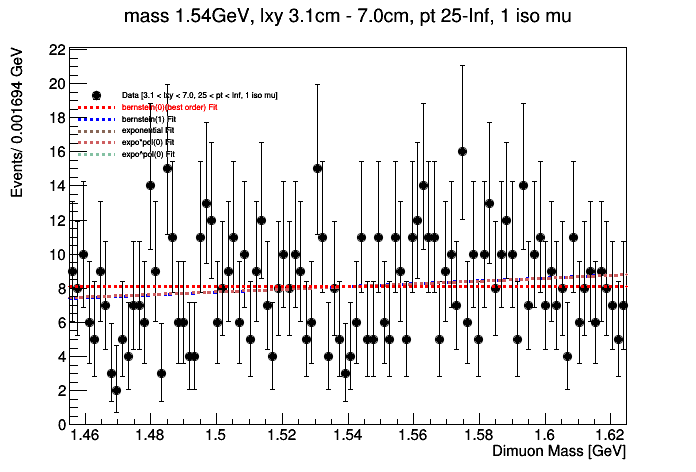 mass 1.54GeV, lxy 3.1cm - 7.0cm, pt 25-Inf, 1 iso mu
Events/ 0.001694 GeV
22
20
18
16
14
12
10
8
6
4
2
0
Data [3.1 < lxy < 7.0, 25 < pt < Inf, 1 iso mu]
bernstein(0)(best order) Fit
bernstein(1) Fit
exponential Fit
expo*pol(0) Fit
expo*pol(0) Fit
1.46 1.48 1.5 1.52 1.54 1.56 1.58 1.6 1.62
Dimuon Mass [GeV]